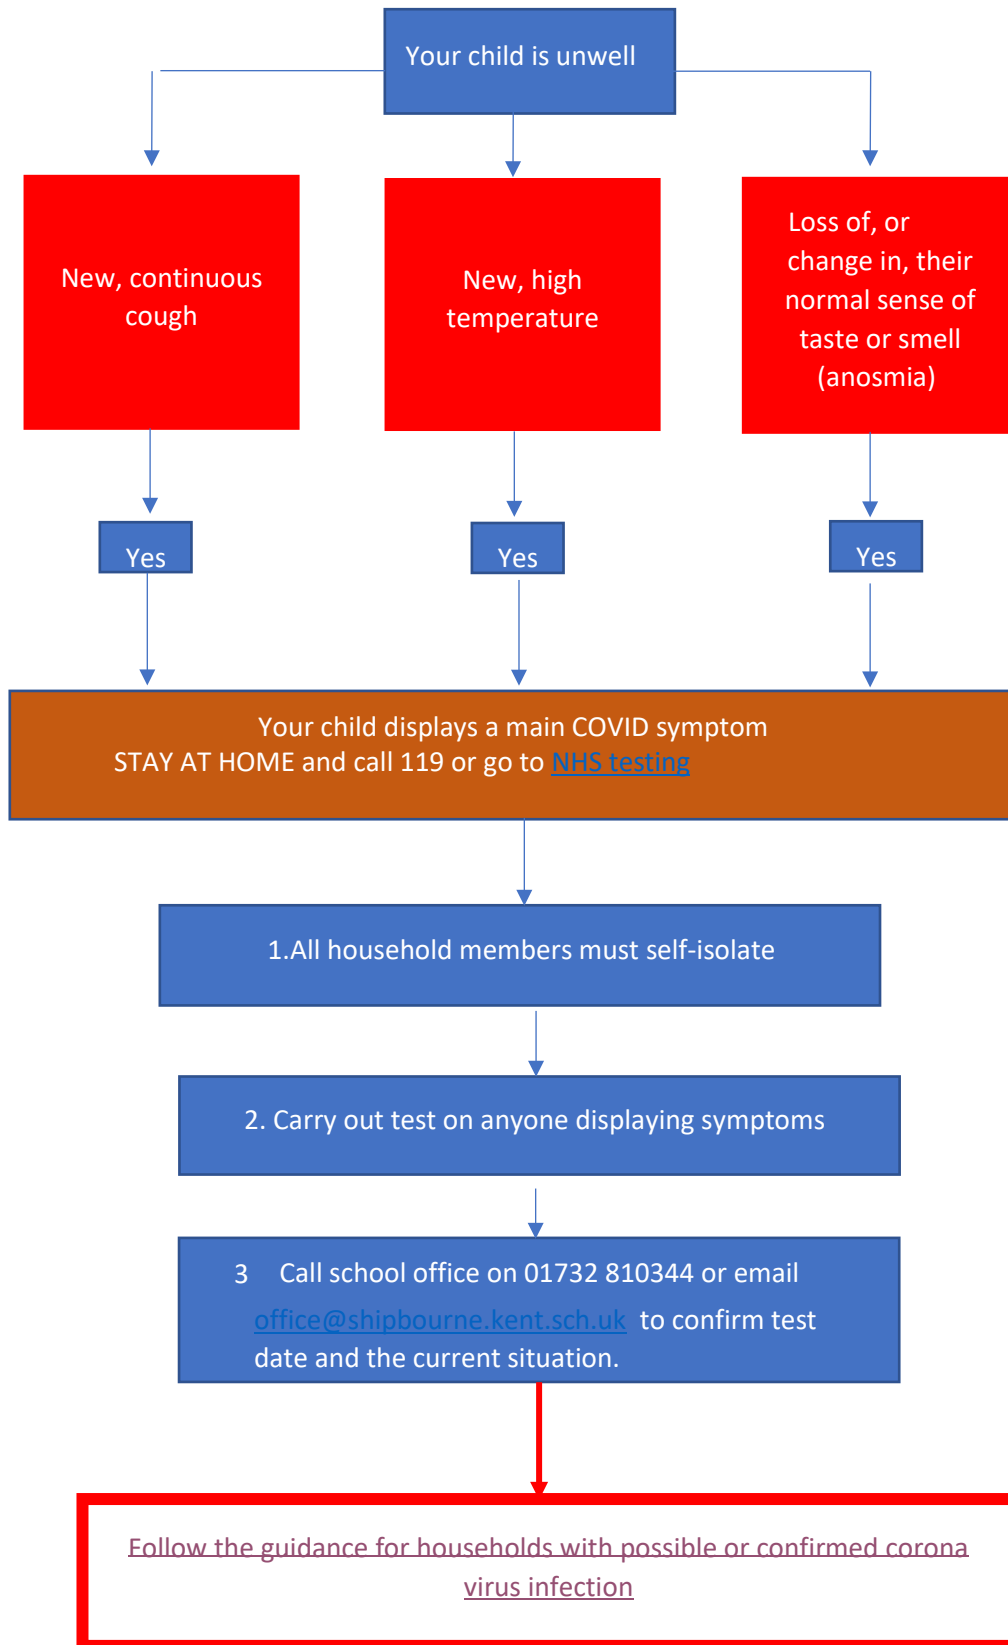 Your child is unwell
New, continuous
cough
New, high
temperature
Loss of, or
change in, their
normal sense of
taste or smell
(anosmia)
Yes
Yes
Yes
Your child displays a main COVID symptom
STAY AT HOME and call 119 or go to NHS testing
1.All household members must self-isolate
2. Carry out test on anyone displaying symptoms
3 Call school office on 01732 810344 or email
office@shipbourne.kent.sch.uk to confirm test
date and the current situation.
Follow the guidance for households with possible or confirmed corona
virus infection